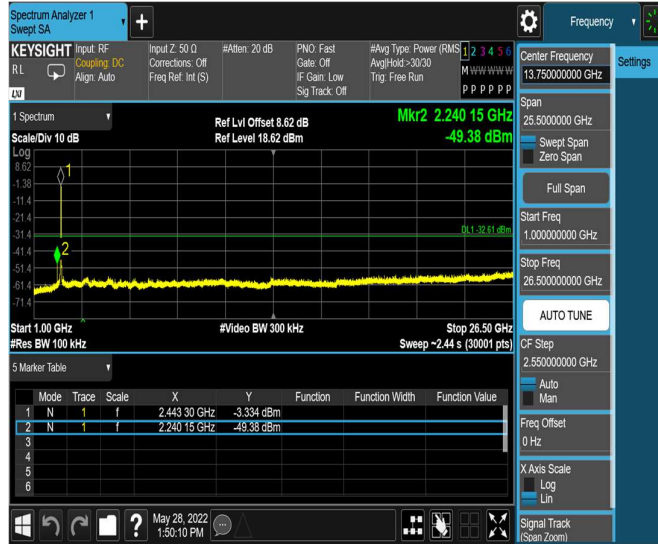 Spectrum Analyzer 1
Swept SA
+
Frequency
KEYSIGHT
RL
LXI
Input: RF
Coupling: DC
Align: Auto
Input Z: 50 Ω
Corrections: Off
Freq Ref: Int (S)
#Atten: 20 dB
PNO: Fast
Gate: Off
IF Gain: Low
Sig Track: Off
#Avg Type: Power (RMS
Avg|Hold:>30/30
Trig: Free Run
1 2 3 4 5 6
M W W W W W
P P P P P P
1 Spectrum
Scale/Div 10 dB
Ref Lvl Offset 8.62 dB
Ref Level 18.62 dBm
Mkr2 2.240 15 GHz
-49.38 dBm
Log
8.62
-1.38
-11.4
-21.4
-31.4
-41.4
-51.4
-61.4
-71.4
1
2
DL1 -32.61 dBm
Start 1.00 GHz
#Video BW 300 kHz
Stop 26.50 GHz
#Res BW 100 kHz
Sweep ~2.44 s (30001 pts)
5 Marker Table
Mode Trace Scale X Y Function Function Width Function Value
1 N 1 f 2.443 30 GHz -3.334 dBm
2 N 1 f 2.240 15 GHz -49.38 dBm
3
4
5
6
?
May 28, 2022
1:50:10 PM
Center Frequency
13.750000000 GHz
Settings
Span
25.5000000 GHz
Swept Span
Zero Span
Full Span
Start Freq
1.000000000 GHz
Stop Freq
26.500000000 GHz
AUTO TUNE
CF Step
2.550000000 GHz
Auto
Man
Freq Offset
0 Hz
X Axis Scale
Log
Lin
Signal Track
(Span Zoom)